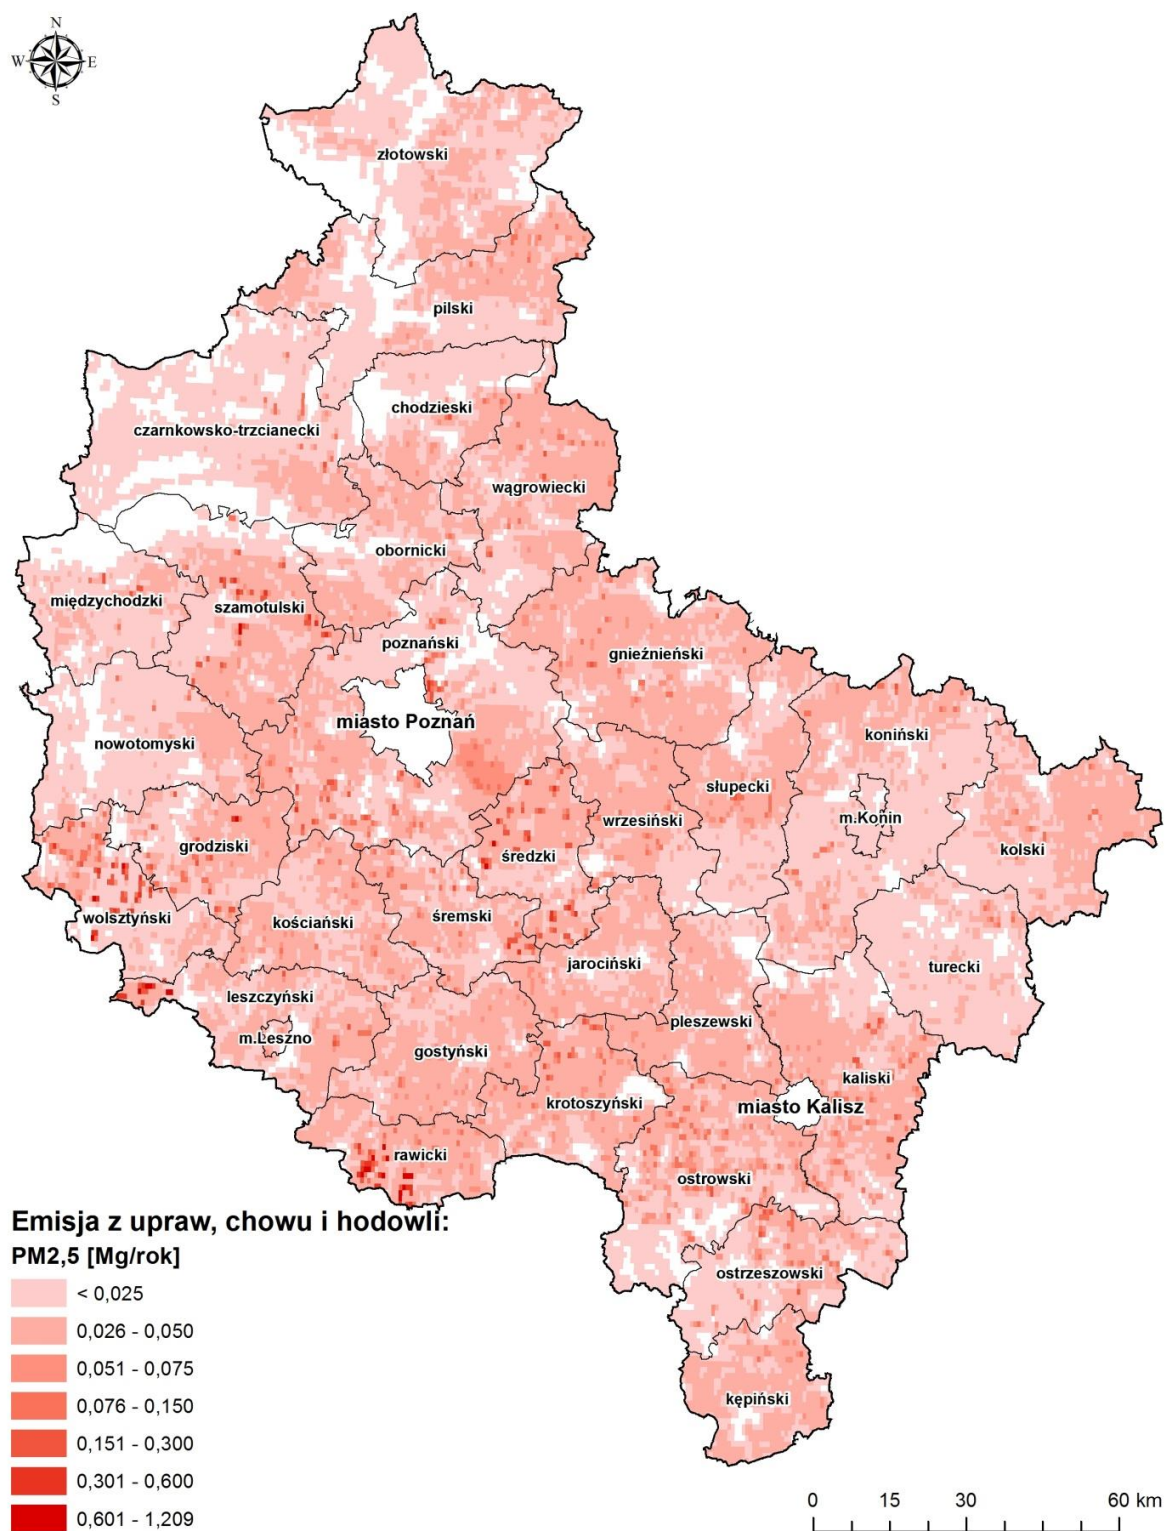 N
W E
S
złotowski
pilski
chodzieski
czarnkowsko-trzcianecki
wągrowiecki
obornicki
międzychodzki
szamotulski
poznański
gnieźnieński
miasto Poznań
nowotomyski
koniński
słupecki
m.Konin
wrzesiński
grodziski
średzki
kolski
wolsztyński
kościański
śremski
jarociński
turecki
leszczyński
pleszewski
m.Leszno
gostyński
kaliski
krotoszyński
miasto Kalisz
rawicki
ostrowski
Emisja z upraw, chowu i hodowli:
PM2,5 [Mg/rok]
ostrzeszowski
< 0,025
0,026 - 0,050
0,051 - 0,075
kępiński
0,076 - 0,150
0,151 - 0,300
0,301 - 0,600
0,601 - 1,209
0 15 30 60 km